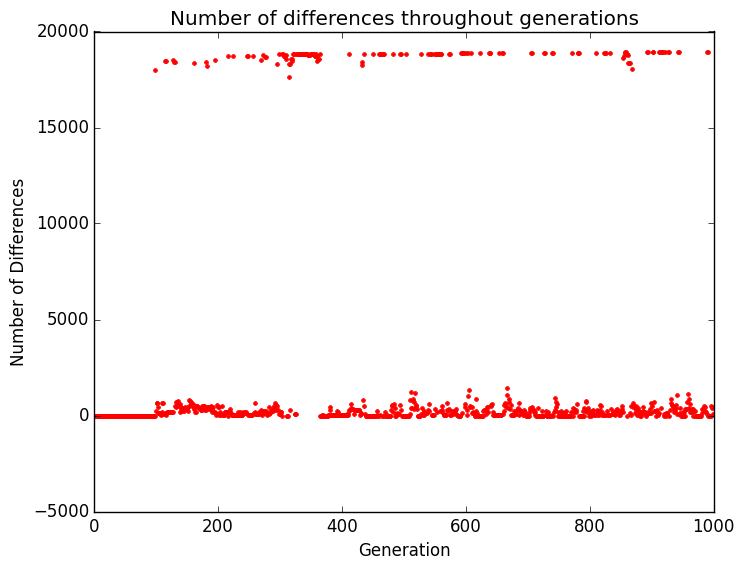 Number of differences throughout generations
20000
15000
10000
5000
0
−5000
Number of Differences
0 200 400 600 800 1000
Generation